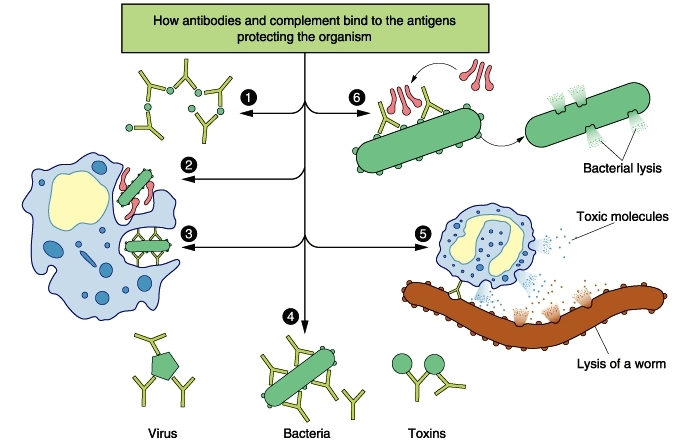 How antibodies and complement bind to the antigens
protecting the organism
1
6
Bacterial lysis
2
Toxic molecules
3
5
4
Lysis of a worm
Virus
Bacteria
Toxins